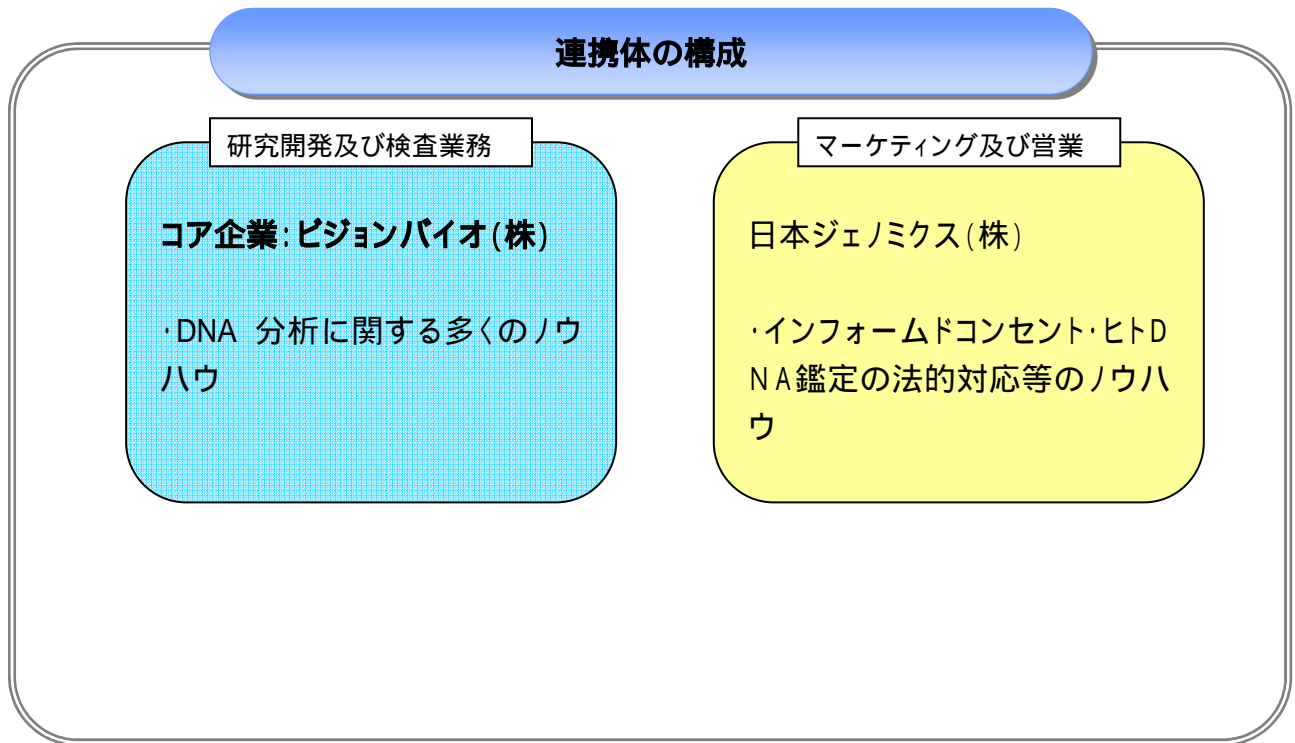 連携体の構成
研究開発及び検査業務
コア企業:ビジョンバイオ(株)
・DNA 分析に関する多くのノウ
ハウ
マーケティング及び営業
日本ジェノミクス(株)
・インフォームドコンセント・ヒトD
NA鑑定の法的対応等のノウハ
ウ